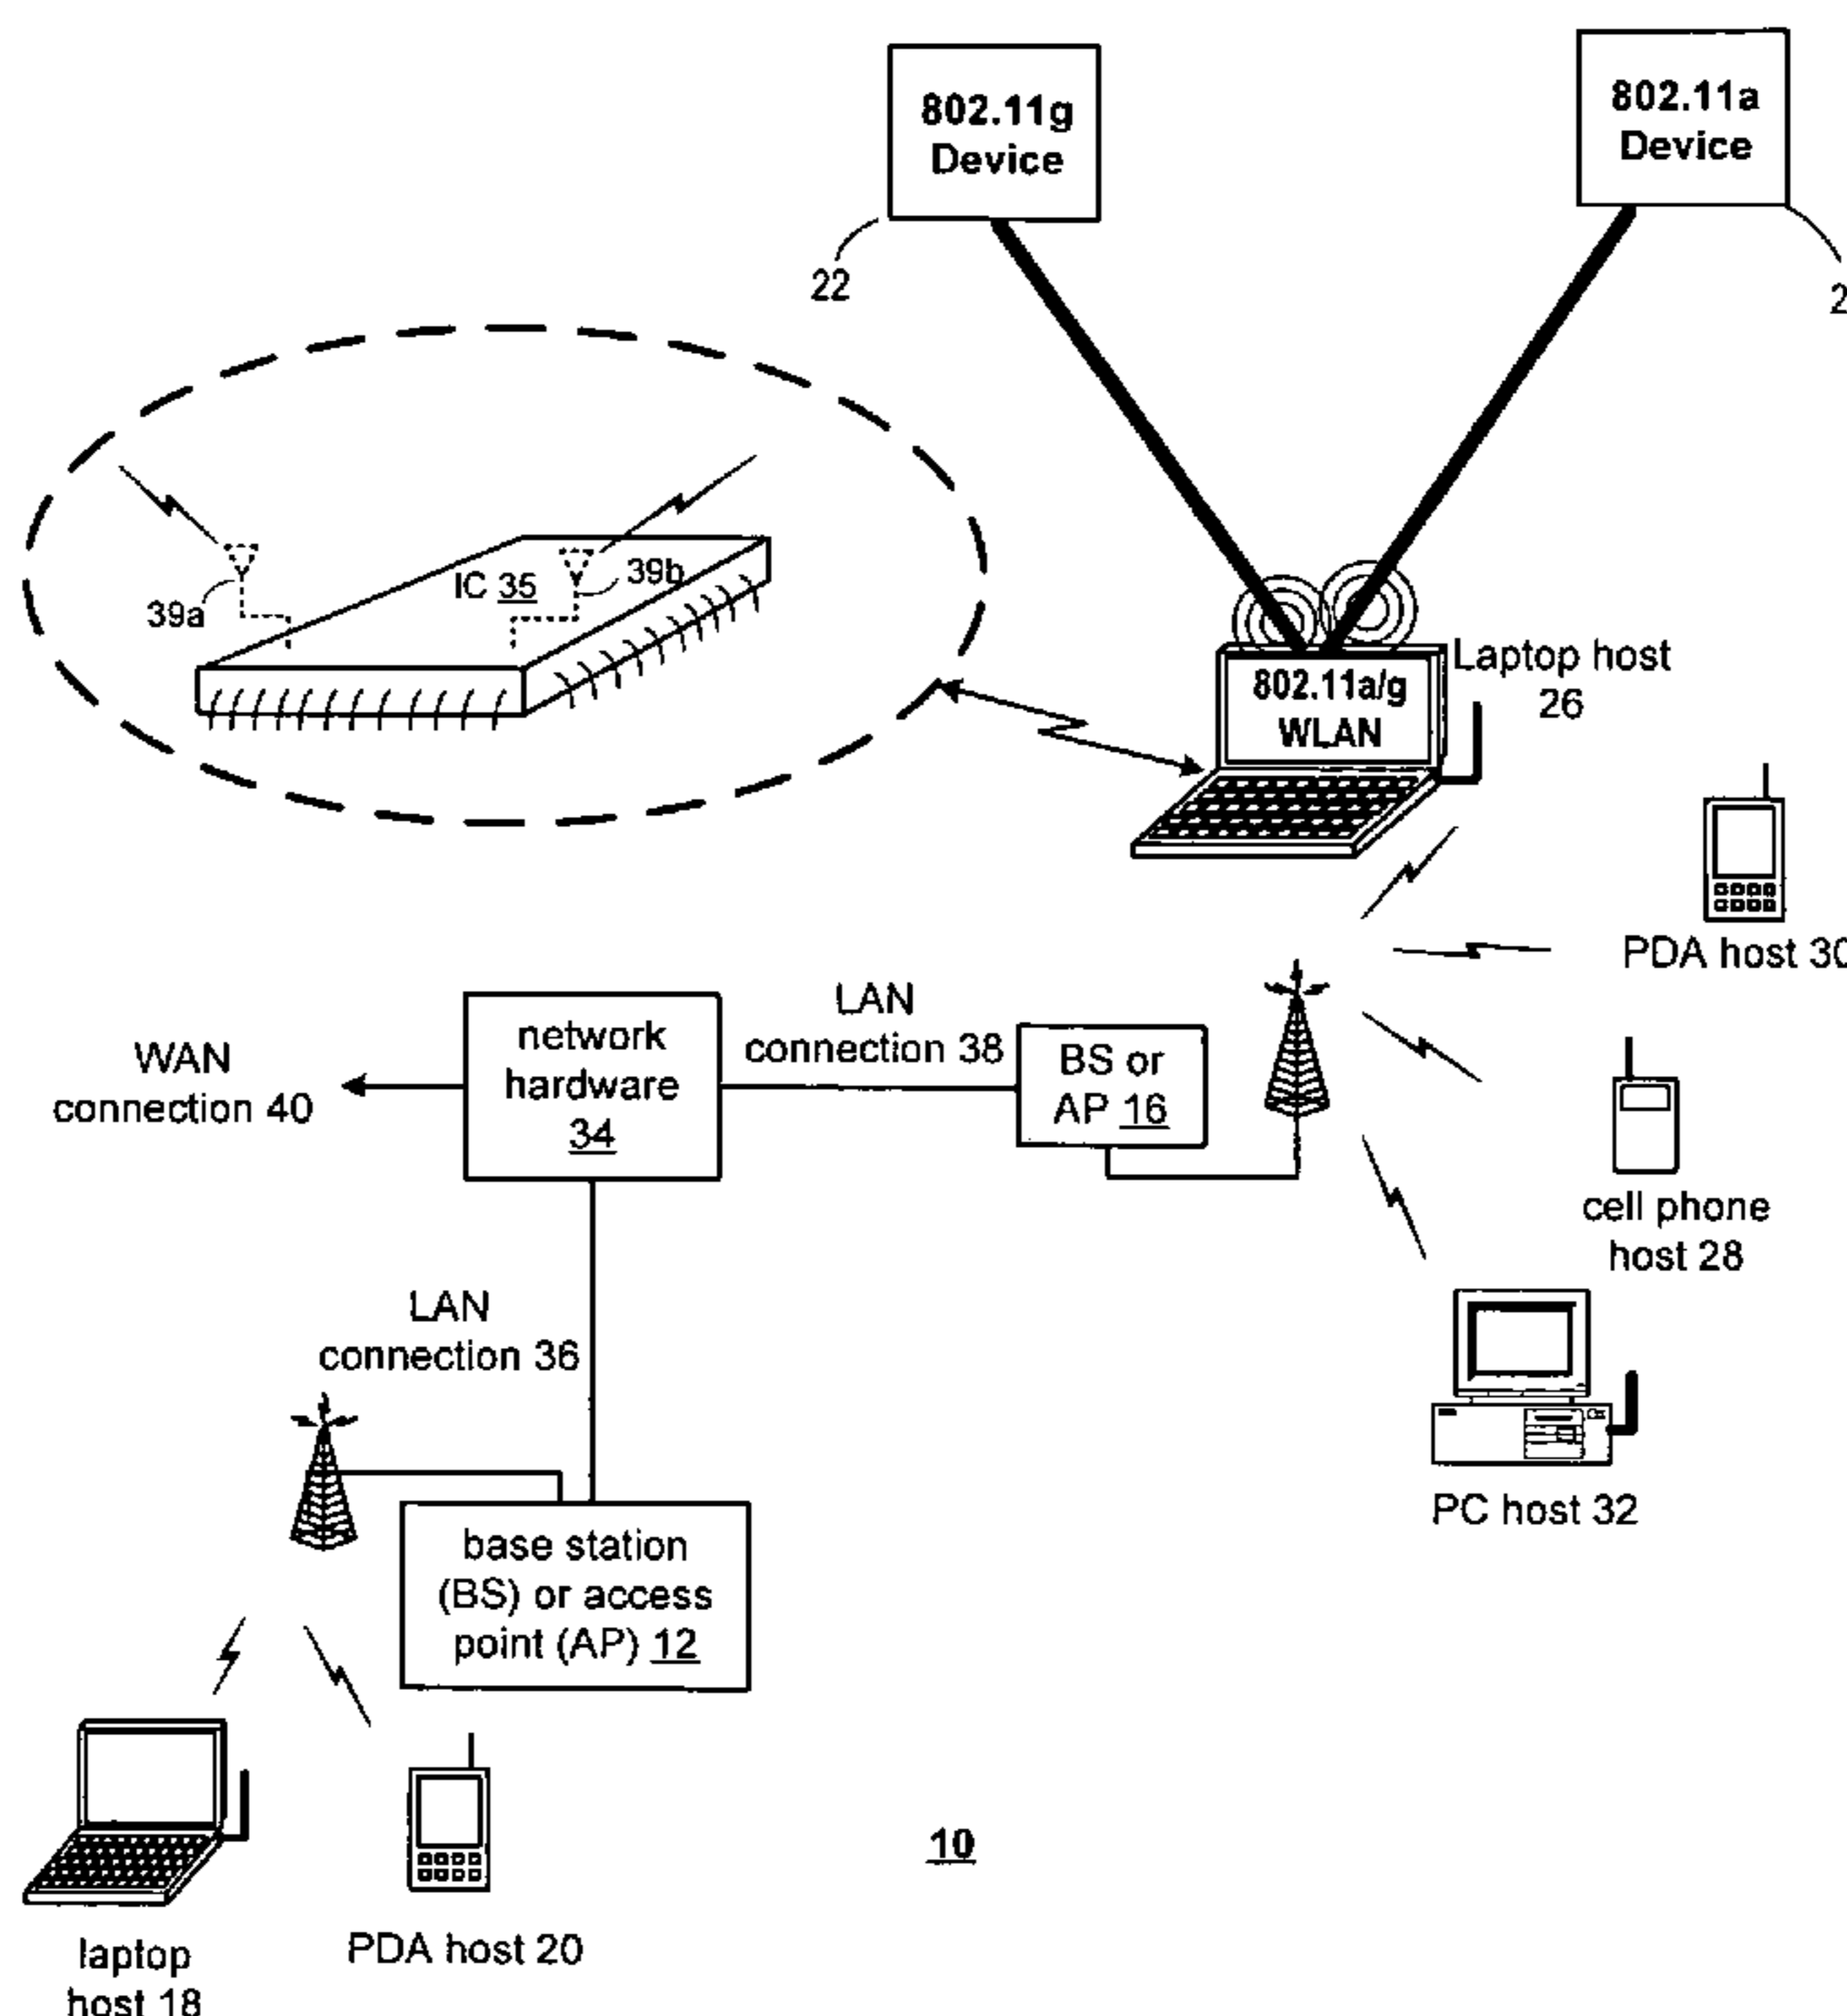 802.11g
Device
802.11a
Device
22
2
39a
IC 35
39b
Laptop host
26
802.11a/g
WLAN
PDA host 30
LAN
connection 38
network
hardware
34
WAN
connection 40
BS or
AP 16
cell phone
host 28
LAN
connection 36
PC host 32
base station
(BS) or access
point (AP) 12
10
laptop
host 18
PDA host 20